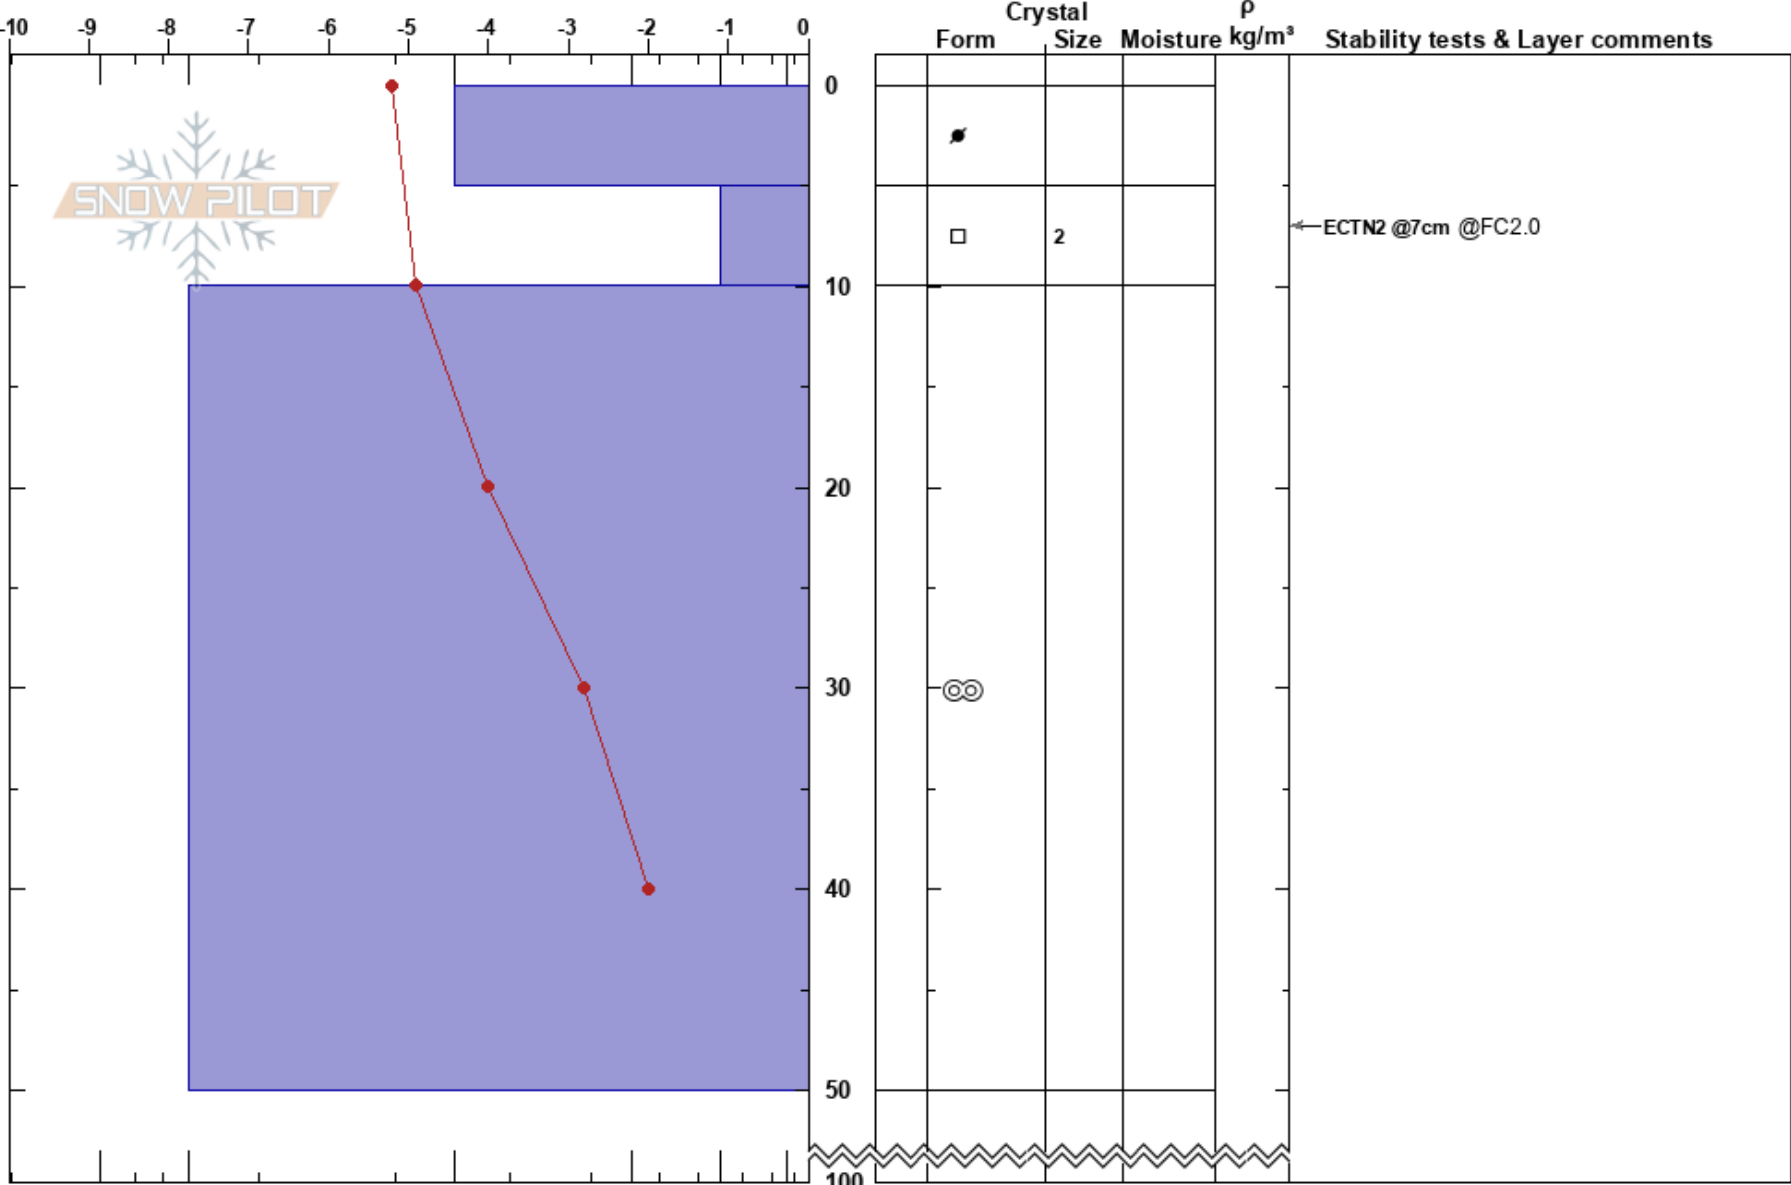 Crystal ρ
-10 -9 -8 -7 -6 -5 -4 -3 -2 -1 0 Form Size Moisture kg/m³ Stability tests & Layer comments
0
SNOW PILOT
ECTN2 @7cm @FC2.0
2
10
20
30
40
50
100